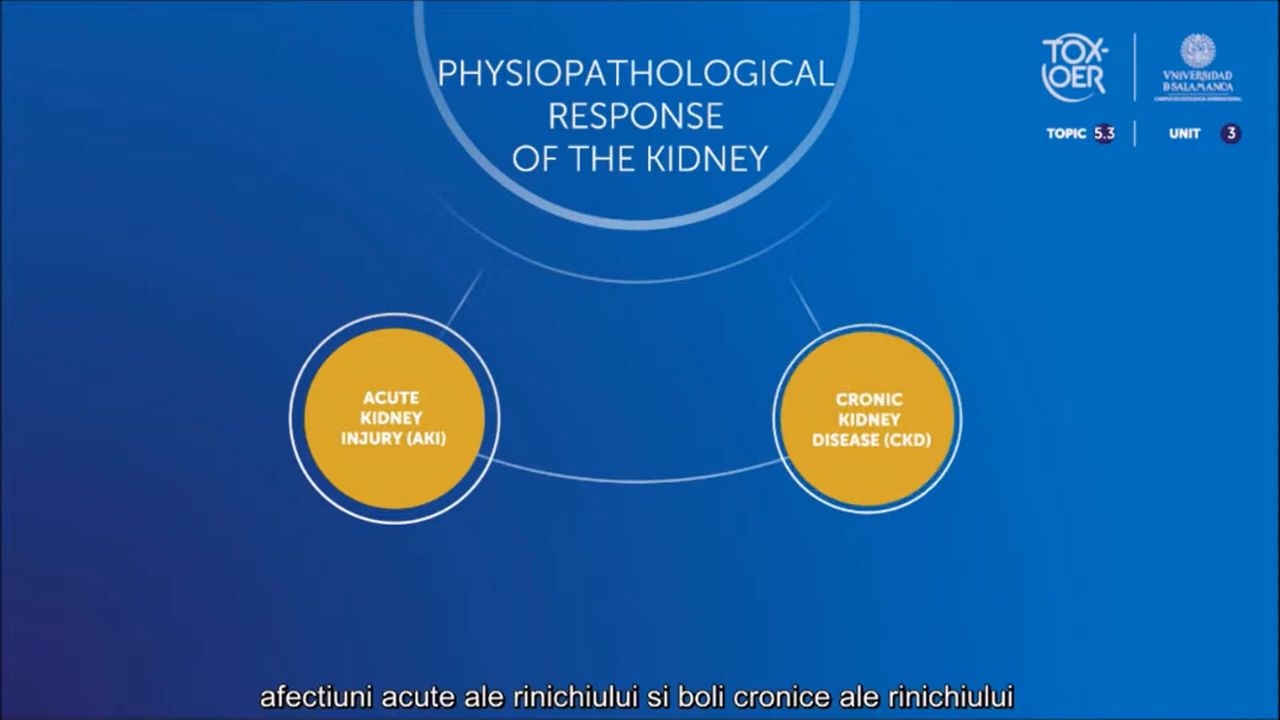 PHYSIOPATHOLOGICAL
RESPONSE
OF THE KIDNEY
TOX-
OER
VNIVERSIDAD
D SALAMANCA
TOPIC 5.3
UNIT 3
ACUTE
KIDNEY
INJURY (AKI)
CRONIC
KIDNEY
DISEASE (CKD)
afectiuni acute ale rinichiului si boli cronice ale rinichiului